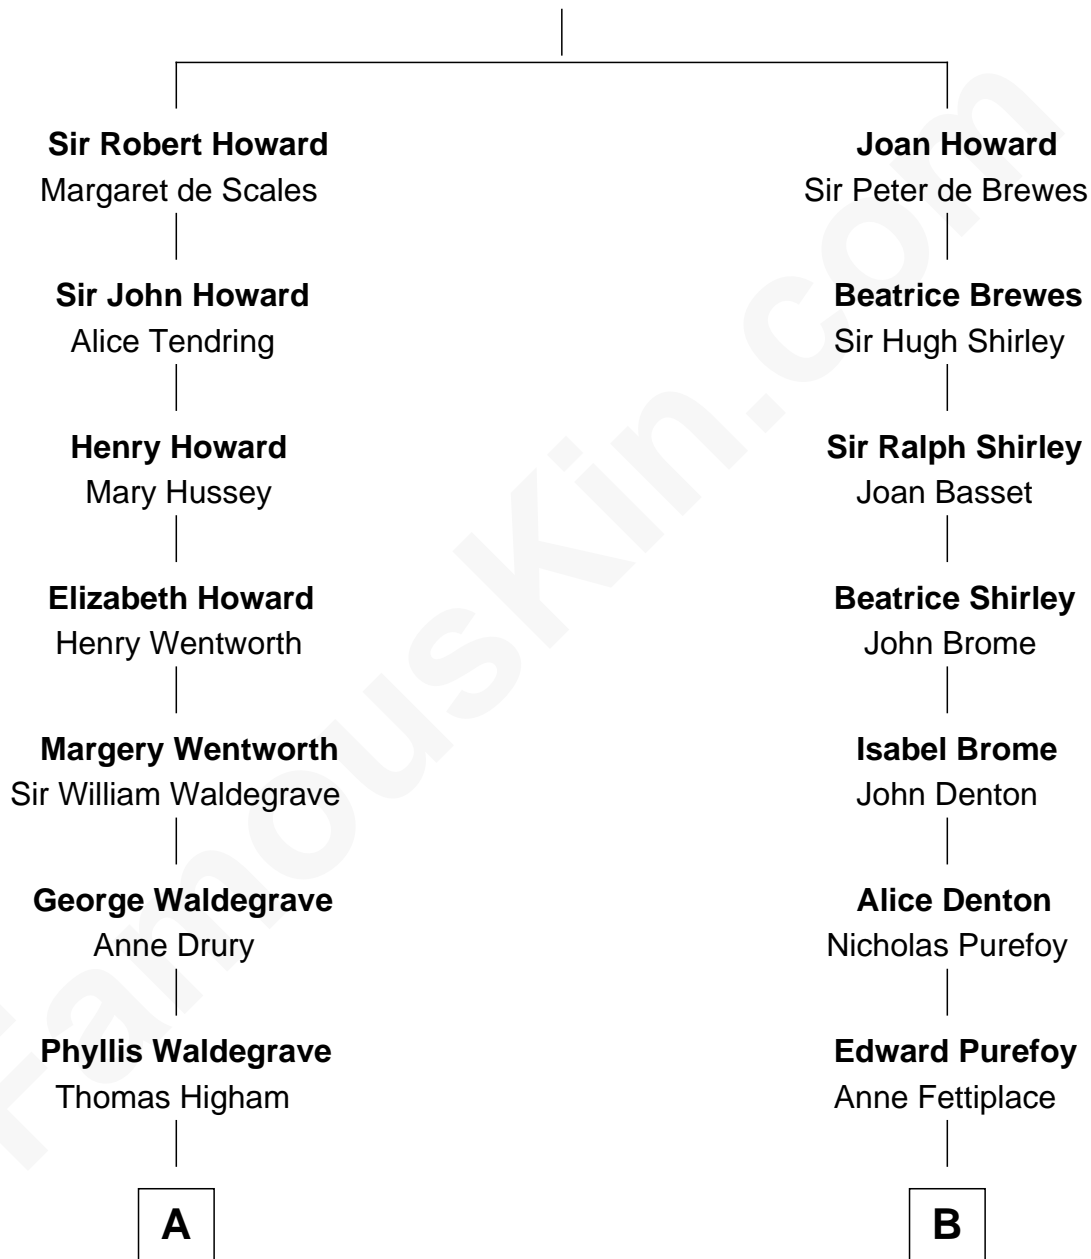 Sir Robert Howard
Margaret de Scales
Sir John Howard
Alice Tendring
Henry Howard
Mary Hussey
Elizabeth Howard
Henry Wentworth
Margery Wentworth
Sir William Waldegrave
George Waldegrave
Anne Drury
Phyllis Waldegrave
Thomas Higham
A
Joan Howard
Sir Peter de Brewes
Beatrice Brewes
Sir Hugh Shirley
Sir Ralph Shirley
Joan Basset
Beatrice Shirley
John Brome
Isabel Brome
John Denton
Alice Denton
Nicholas Purefoy
Edward Purefoy
Anne Fettiplace
B
FamousKin.com